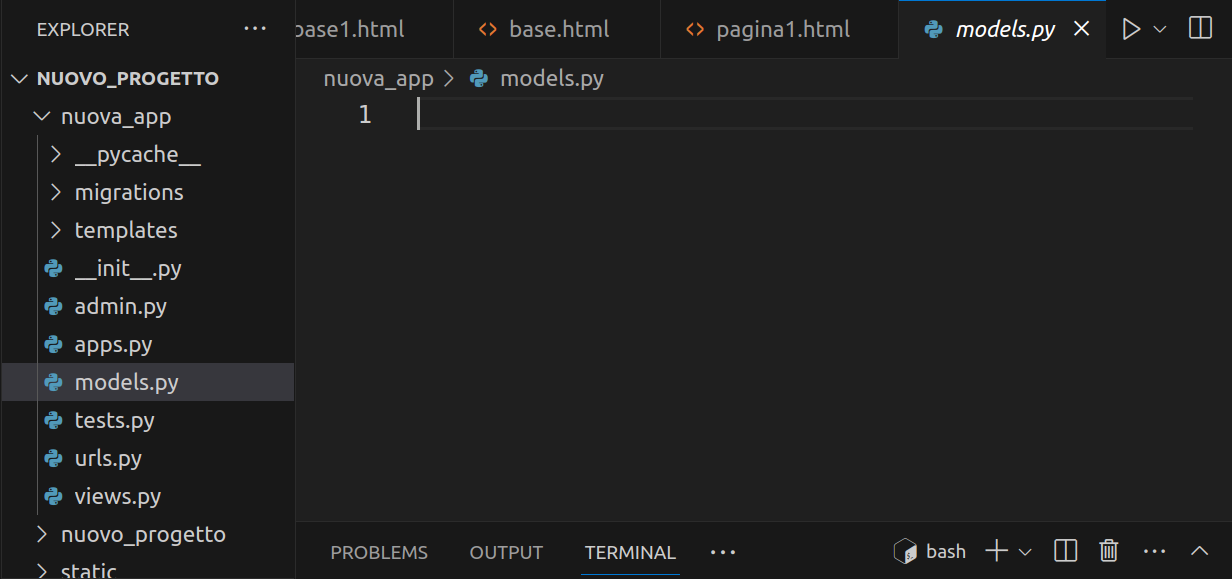 EXPLORER
NUOVO_PROGETTO
nuova_app
__pycache__
migrations
templates
__init__.py
admin.py
apps.py
models.py
tests.py
urls.py
views.py
nuovo_progetto
static
base1.html
base.html
pagina1.html
models.py
nuova_app > models.py
1
PROBLEMS OUTPUT TERMINAL
bash